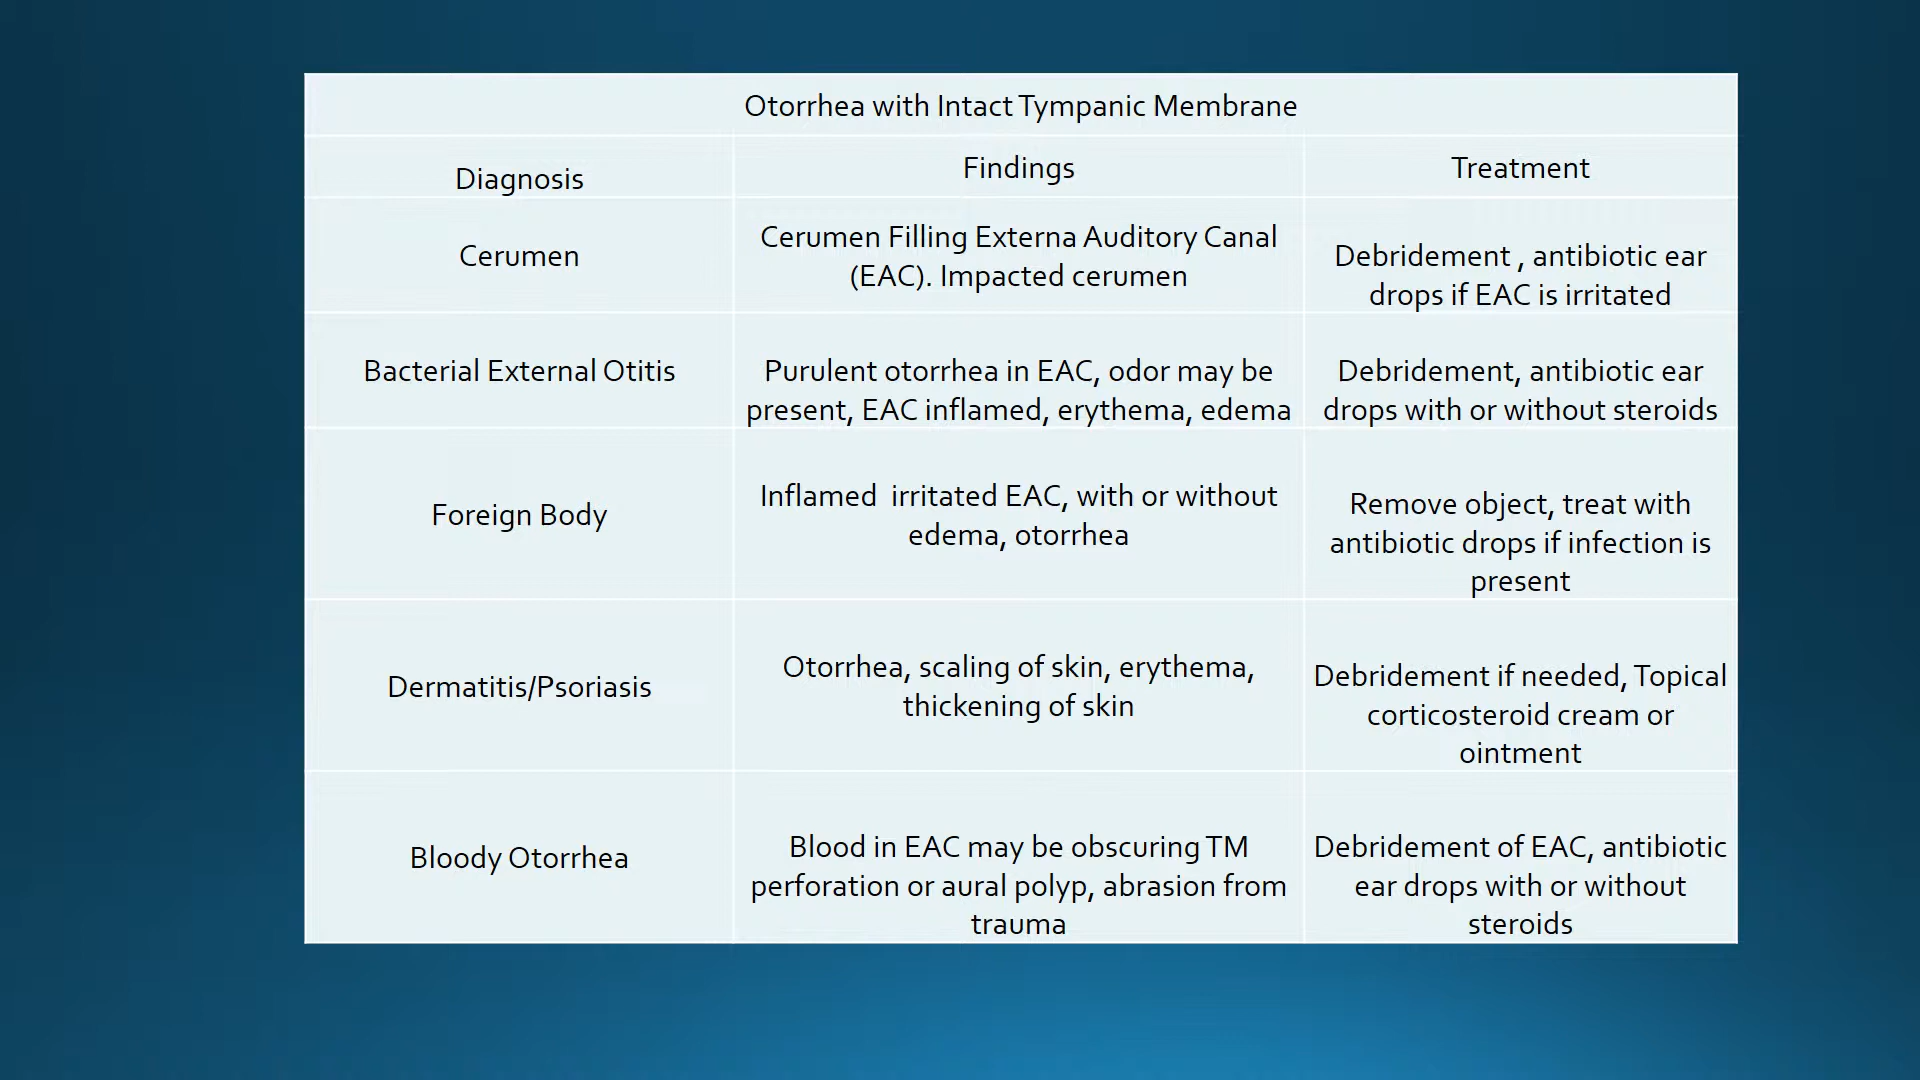 Otorrhea with Intact Tympanic Membrane
Diagnosis
Findings
Treatment
Cerumen
Cerumen Filling Externa Auditory Canal
(EAC). Impacted cerumen
Debridement , antibiotic ear
drops if EAC is irritated
Bacterial External Otitis
Purulent otorrhea in EAC, odor may be
present, EAC inflamed, erythema, edema
Debridement, antibiotic ear
drops with or without steroids
Foreign Body
Inflamed  irritated EAC, with or without
edema, otorrhea
Remove object, treat with
antibiotic drops if infection is
present
Dermatitis/Psoriasis
Otorrhea, scaling of skin, erythema,
thickening of skin
Debridement if needed, Topical
corticosteroid cream or
ointment
Bloody Otorrhea
Blood in EAC may be obscuring TM
perforation or aural polyp, abrasion from
trauma
Debridement of EAC, antibiotic
ear drops with or without
steroids